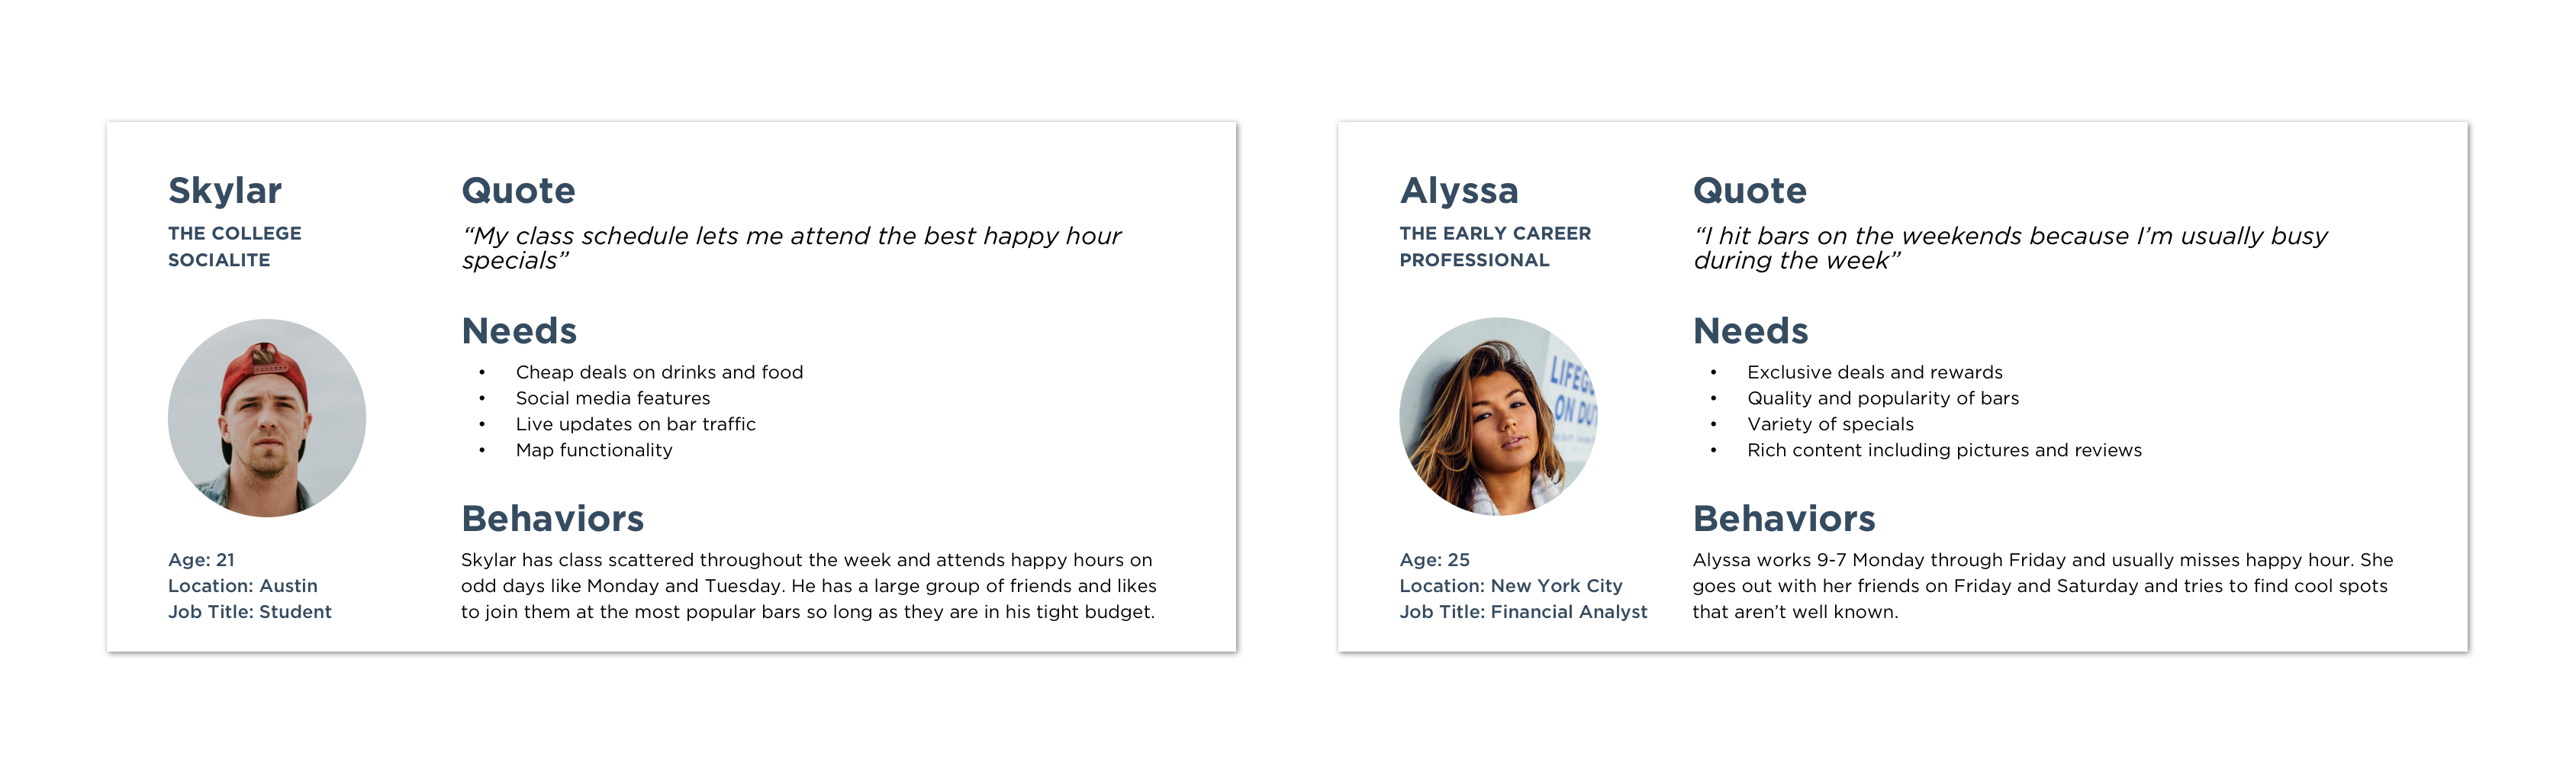 Skylar
THE COLLEGE
SOCIALITE
Age: 21
Location: Austin
Job Title: Student
Quote
“My class schedule lets me attend the best happy hour
specials”
Needs
• Cheap deals on drinks and food
• Social media features
• Live updates on bar traffic
• Map functionality
Behaviors
Skylar has class scattered throughout the week and attends happy hours on
odd days like Monday and Tuesday. He has a large group of friends and likes
to join them at the most popular bars so long as they are in his tight budget.
Alyssa
THE EARLY CAREER
PROFESSIONAL
ON
Age: 25
Location: New York City
Job Title: Financial Analyst
Quote
“I hit bars on the weekends because I’m usually busy
during the week”
Needs
• Exclusive deals and rewards
• Quality and popularity of bars
• Variety of specials
• Rich content including pictures and reviews
Behaviors
Alyssa works 9-7 Monday through Friday and usually misses happy hour. She
goes out with her friends on Friday and Saturday and tries to find cool spots
that aren’t well known.